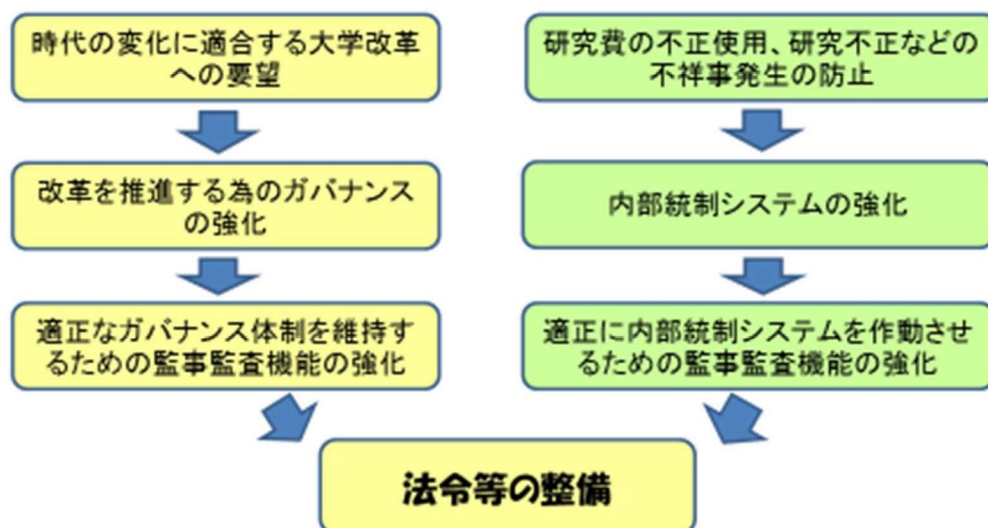 時代の変化に適合する大学改革
への要望
改革を推進する為のガバナンス
の強化
適正なガバナンス体制を維持す
るための監事監査機能の強化
研究費の不正使用、研究不正などの
不祥事発生の防止
内部統制システムの強化
適正に内部統制システムを作動させ
るための監事監査機能の強化
法令等の整備